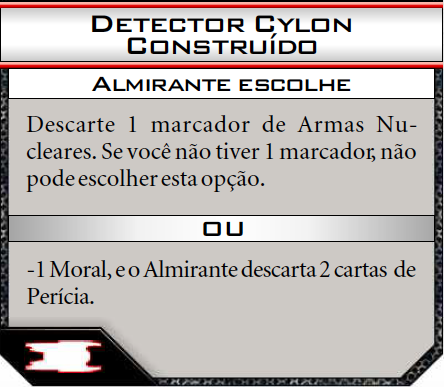 Detector Cylon
Construído
Almirante escolhe
Descarte 1 marcador de Armas Nu-
cleares. Se você não tiver 1 marcador, não
pode escolher esta opção.
OU
-1 Moral, e o Almirante descarta 2 cartas de
Perícia.